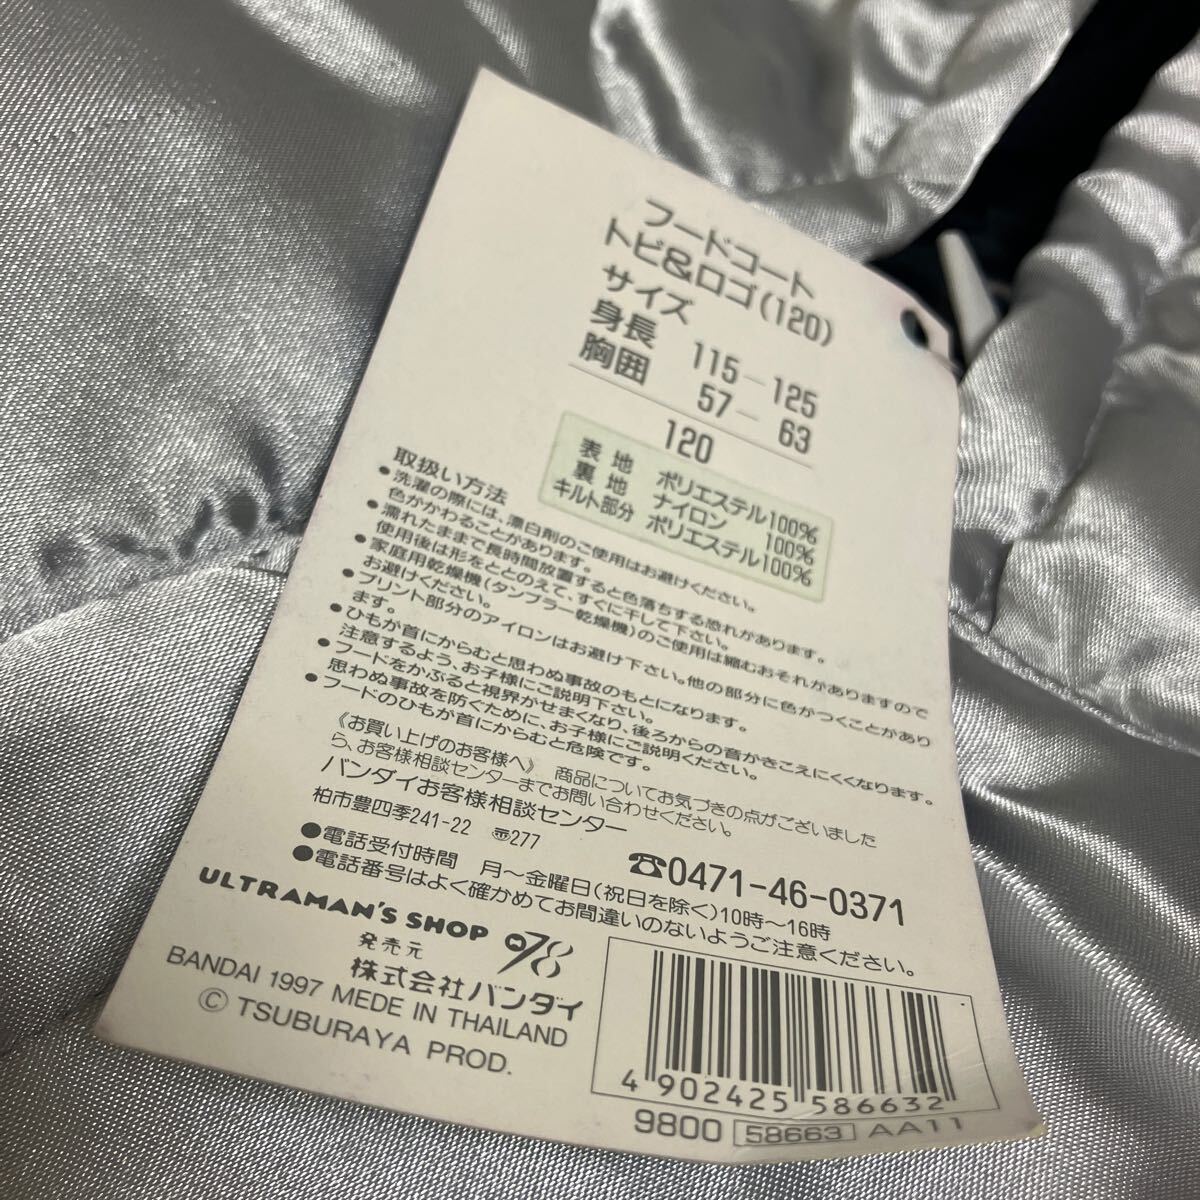 フードコート
トビ&ロゴ(120)
サイズ
身長 115-125
胸囲 57-63
120
表地 ポリエステル100%
裏地 ナイロン 100%
キルト部分 ポリエステル100%
取扱い方法
●洗濯の際には、漂白剤のご使用はお避けください。
色がかわることがあります。
●濡れたままで長時間放置すると色落ちする恐れがあります。
使用後は形をととのえて、すぐに干して下さい。
●家庭用乾燥機(タンブラー乾燥機)のご使用は縮むおそれがありますので
お避けください。
●プリント部分のアイロンはお避け下さい。他の部分に色がつくことがあり
ます。
●ひもが首にからむと思わぬ事故のもとになります。
注意するよう、お子様にご説明下さい。
●フードをかぶると視界がせまくなり、後ろからの音がきこえにくくなります。
思わぬ事故を防ぐために、お子様にご説明ください。
●フードのひもが首にからむと危険です。
《お買い上げのお客様へ》 商品についてお気づきの点がございました
ら、お客様相談センターまでお問い合わせください。
バンダイお客様相談センター
柏市豊四季241-22 〠277
☎0471-46-0371
●電話受付時間 月〜金曜日(祝日を除く)10時〜16時
●電話番号はよく確かめてお間違いのないようご注意ください。
ULTRAMAN'S SHOP M78
発売元
株式会社バンダイ
BANDAI 1997 MEDE IN THAILAND
© TSUBURAYA PROD.
4 902425 586632
9800 58663 AA11